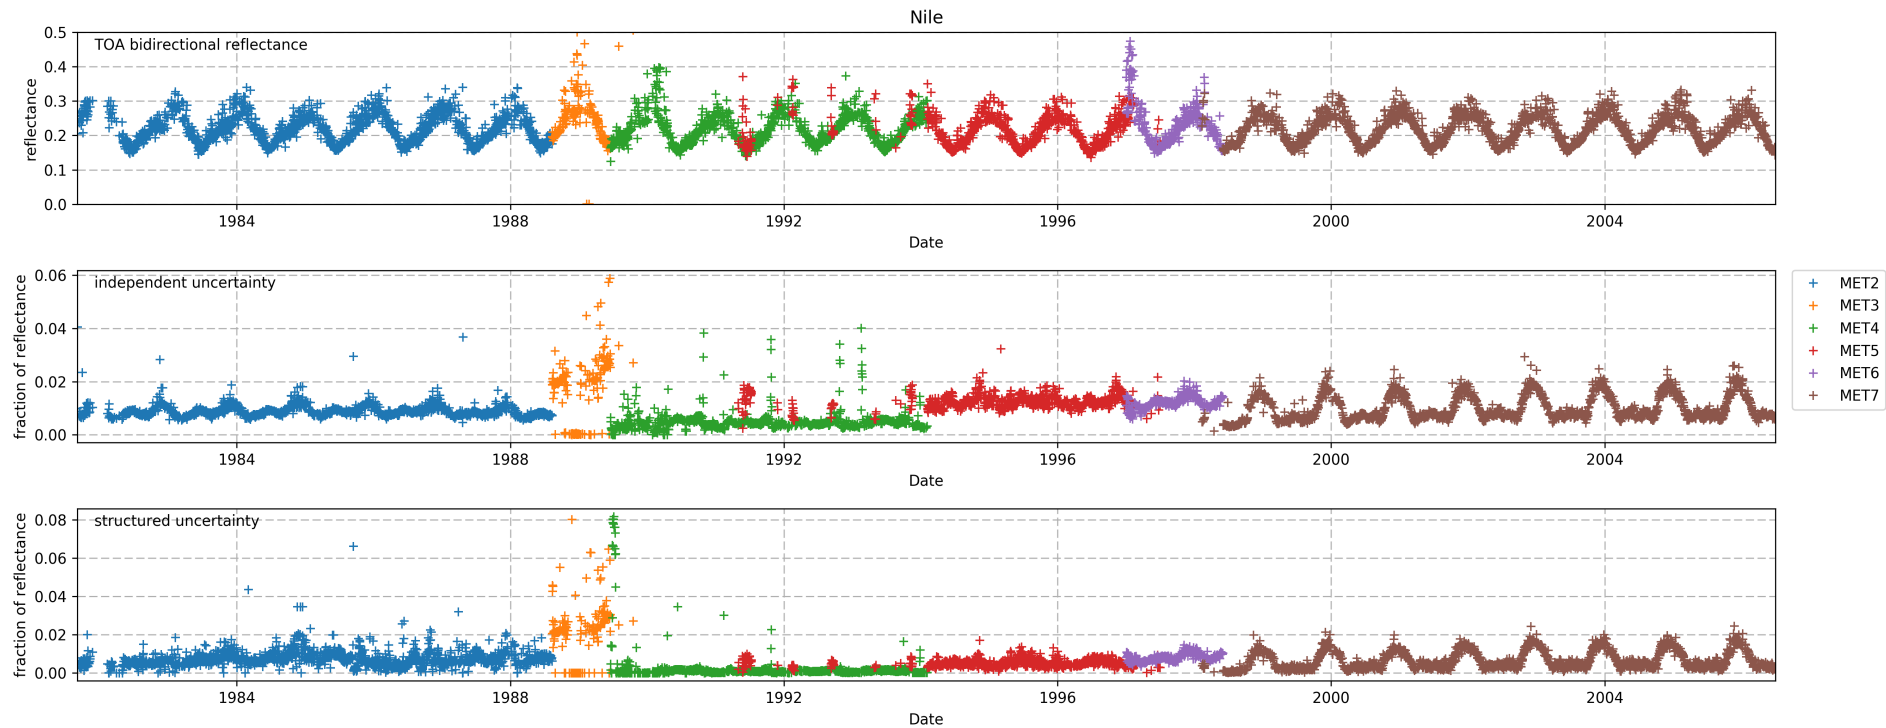 Nile
TOA bidirectional reflectance
reflectance
0.5
0.4
0.3
0.2
0.1
0.0
1984 1988 1992 1996 2000 2004
Date
independent uncertainty
fraction of reflectance
0.06
0.04
0.02
0.00
1984 1988 1992 1996 2000 2004
Date
MET2
MET3
MET4
MET5
MET6
MET7
structured uncertainty
fraction of reflectance
0.08
0.06
0.04
0.02
0.00
1984 1988 1992 1996 2000 2004
Date